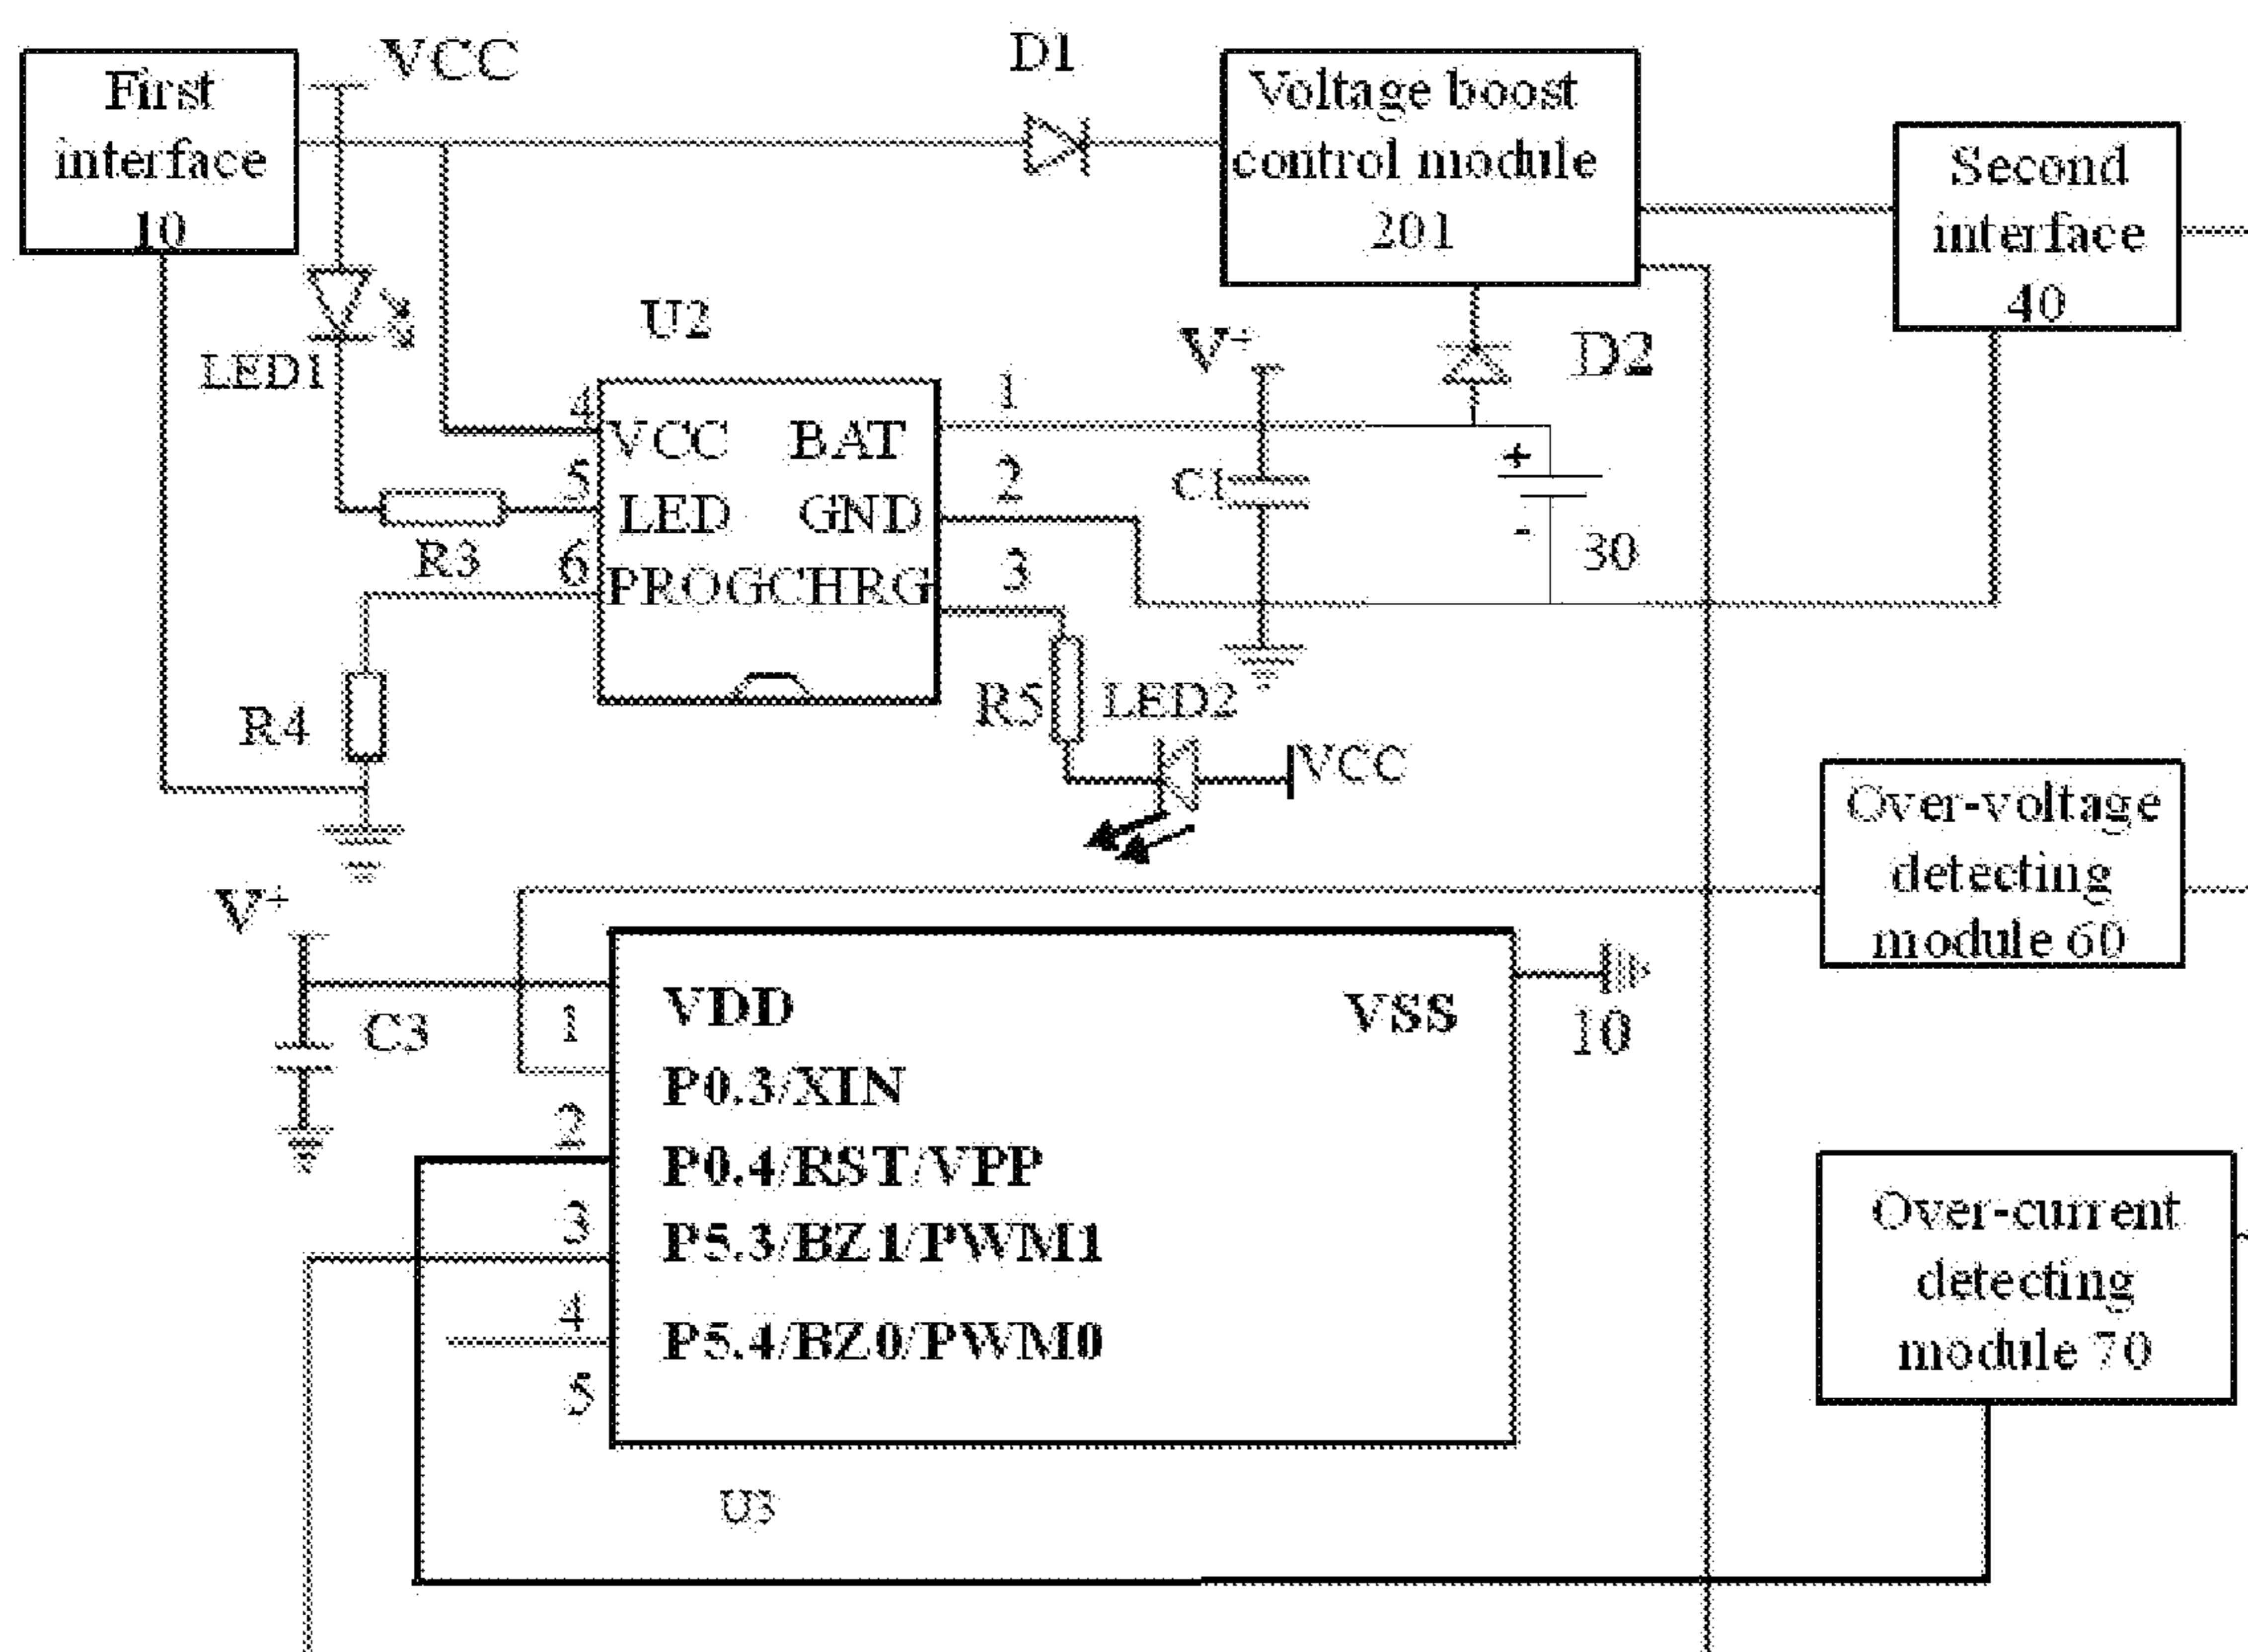 First
interface
10
VCC
D1
Voltage boost
control module
201
Second
interface
40
LED1
U2
V+
D2
4
VCC
BAT
1
5
LED
GND
2
R3
6
PROG
CHRG
3
C1
+
-
30
R4
R5
LED2
VCC
Over-voltage
detecting
module 60
V+
C3
1
VDD
VSS
10
P0.3/XIN
2
P0.4/RST/VPP
3
P5.3/BZ1/PWM1
4
P5.4/BZ0/PWM0
5
U3
Over-current
detecting
module 70